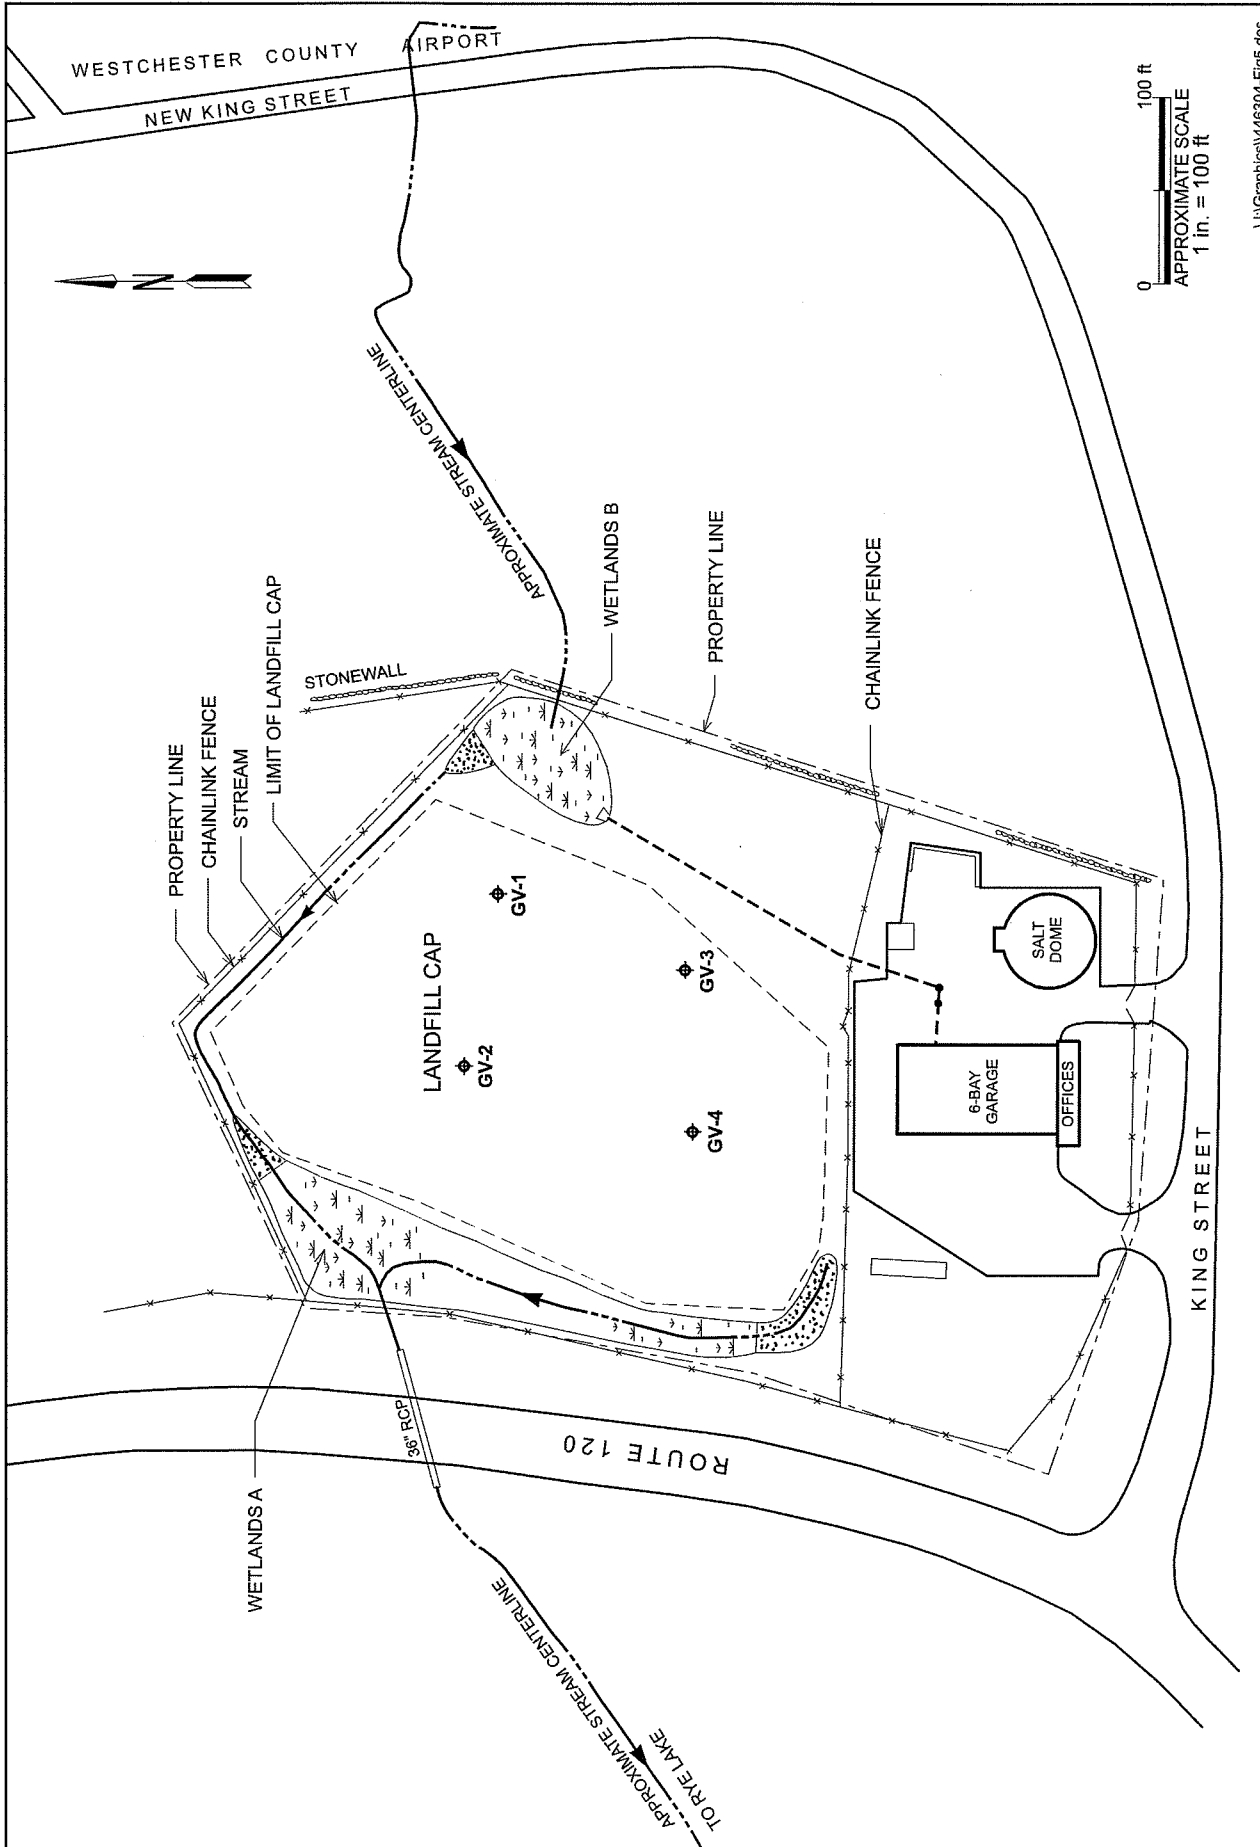 WESTCHESTER COUNTY AIRPORT
NEW KING STREET
N
100 ft
0
APPROXIMATE SCALE
1 in. = 100 ft
APPROXIMATE STREAM CENTERLINE
WETLANDS B
PROPERTY LINE
CHAINLINK FENCE
STONEWALL
PROPERTY LINE
CHAINLINK FENCE
STREAM
LIMIT OF LANDFILL CAP
LANDFILL CAP
GV-1
GV-2
GV-3
GV-4
SALT
DOME
6-BAY
GARAGE
OFFICES
KING STREET
ROUTE 120
36" RCP
WETLANDS A
APPROXIMATE STREAM CENTERLINE
TO RYE LAKE